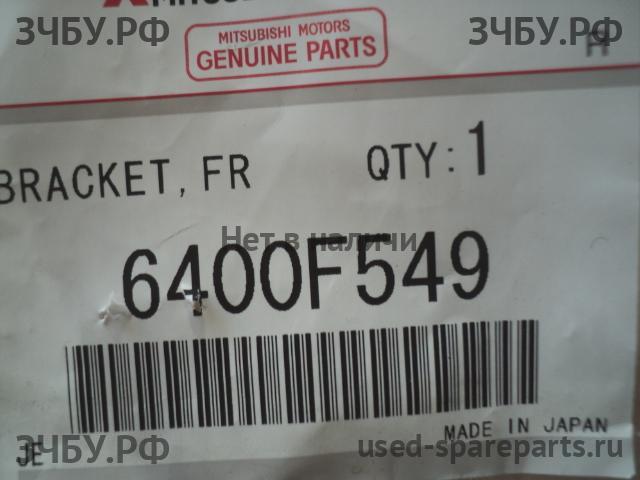 MITSUBISHI MOTORS
GENUINE PARTS
ЗЧБУ.РФ
ЗЧБУ.РФ
BRACKET, FR
QTY: 1
Нет в наличии
6400F549
MADE IN JAPAN
JE
ЗЧБУ.РФ
used-spareparts.ru